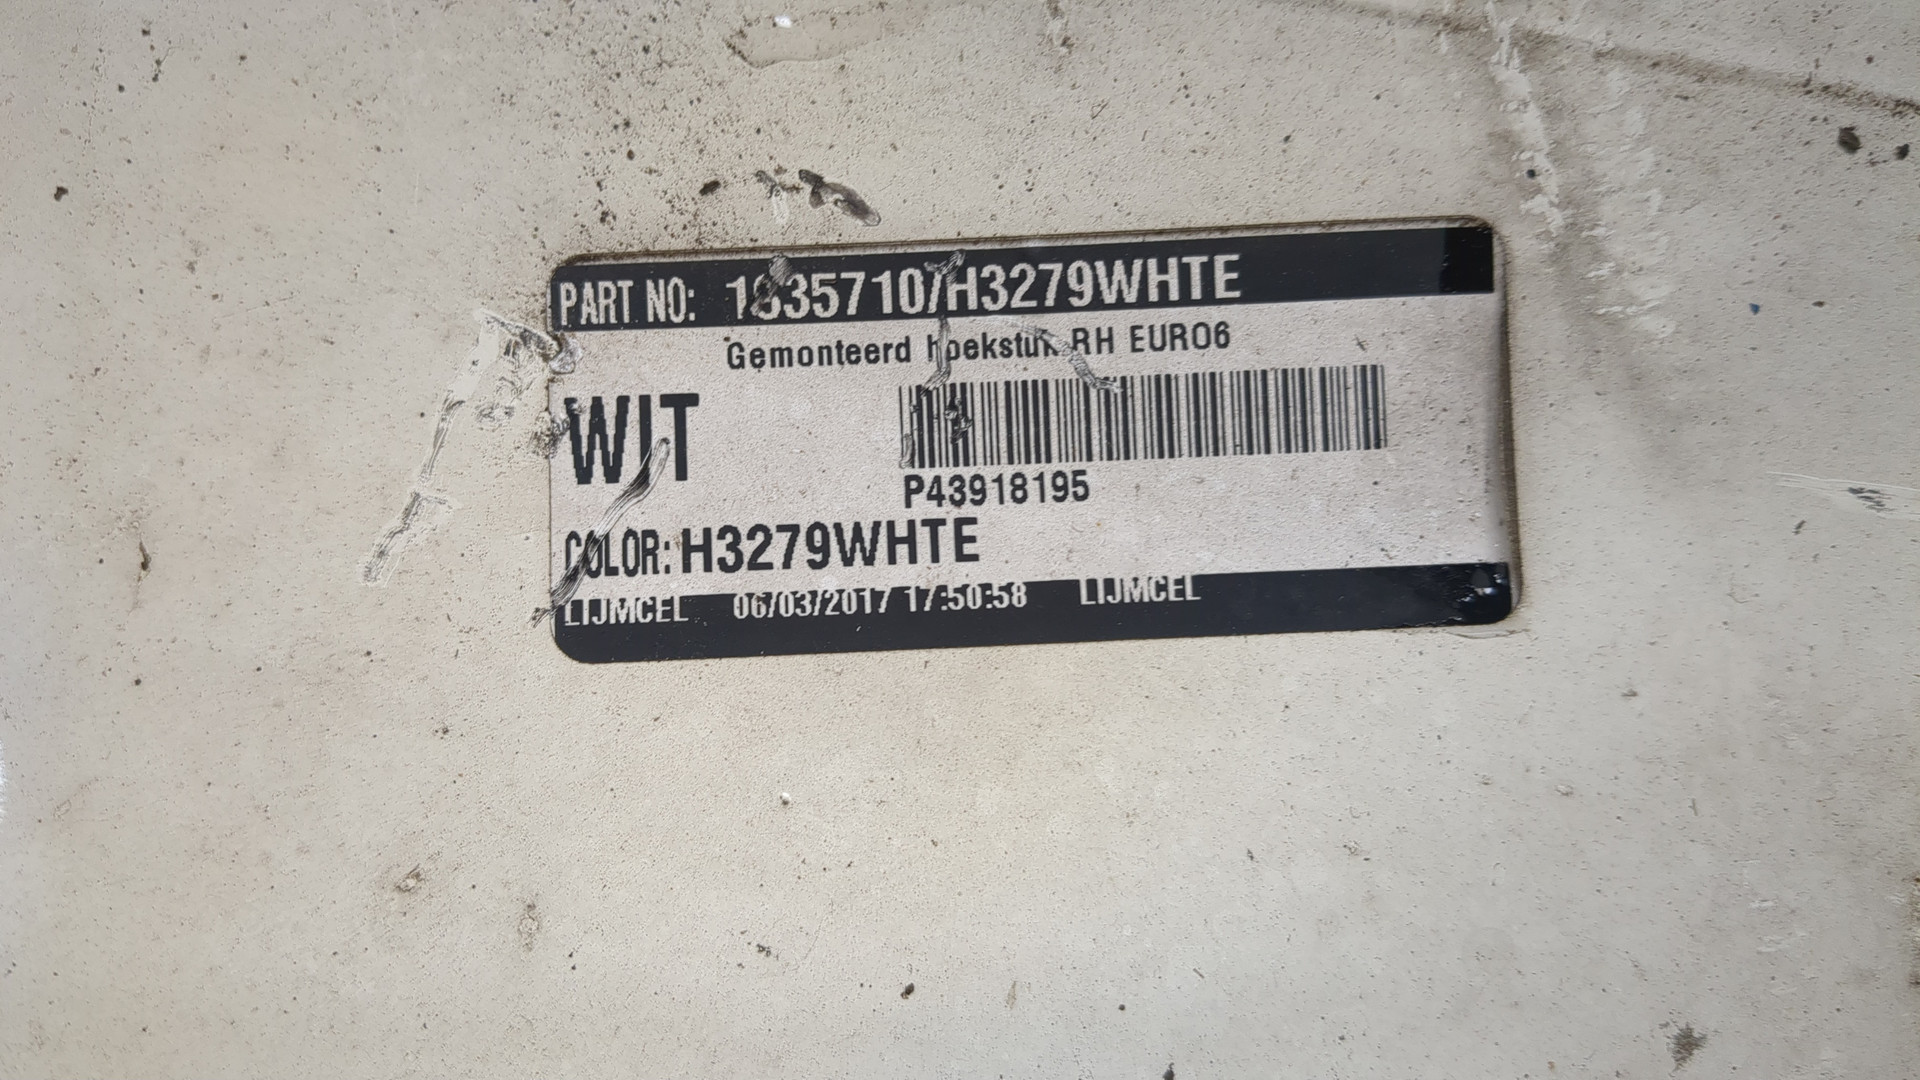 PART NO: 1835710/H3279WHTE
Gemonteerd hoekstuk RH EURO6
WIT
P43918195
COLOR: H3279WHTE
LIJMCEL 06/03/2017 17:50:58 LIJMCEL